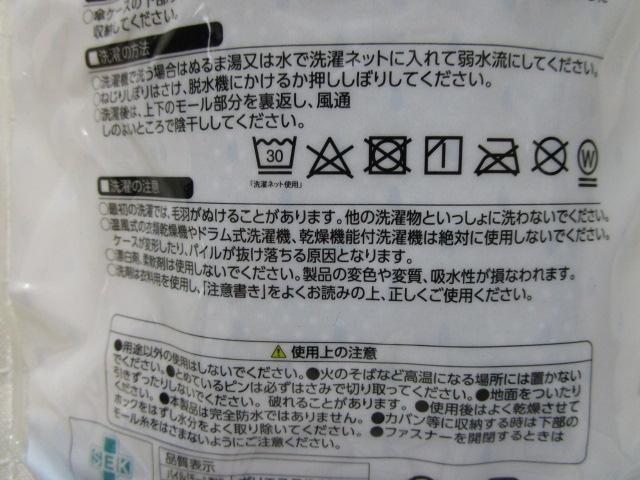 ○傘ケースの下部
収納してください。
洗濯の方法
○洗濯機で洗う場合はぬるま湯又は水で洗濯ネットに入れて弱水流にしてください。
○ねじりしぼりはさけ、脱水機にかけるか押ししぼりしてください。
○洗濯後は、上下のモール部分を裏返し、風通
しのよいところで陰干ししてください。
30
W
「洗濯ネット使用」
洗濯の注意
○最初の洗濯では、毛羽がぬけることがあります。他の洗濯物といっしょに洗わないでください。
○温風式の衣類乾燥機やドラム式洗濯機、乾燥機能付洗濯機は絶対に使用しないでください。
ケースが変形したり、パイルが抜け落ちる原因となります。
○漂白剤、柔軟剤は使用しないでください。製品の変色や変質、吸水性が損なわれます。
○洗剤は衣料用を使用し、「注意書き」をよくお読みの上、正しくご使用ください。
使用上の注意
●用途以外の使用はしないでください。●火のそばなど高温になる場所には置かない
でください。●とめているピンは必ずはさみで切り取ってください。●地面をついたり
引きずったりしないでください。破れることがあります。●使用後はよく乾燥させて
ください。●本製品は完全防水ではありません。●カバン等に収納する時は下部の
ホックをはずし水分をよく取り除いてください。●ファスナーを開閉するときは
モール糸をはさまないようにご注意ください。
SEK
品質表示